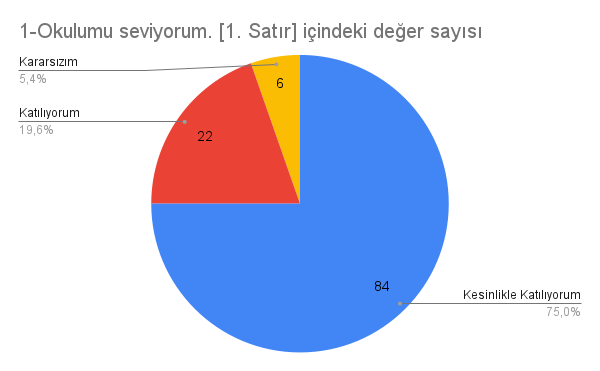 1-Okulumu seviyorum. [1. Satır] içindeki değer sayısı
Kararsızım
5,4%
6
Katılıyorum
19,6%
22
84
Kesinlikle Katılıyorum
75,0%